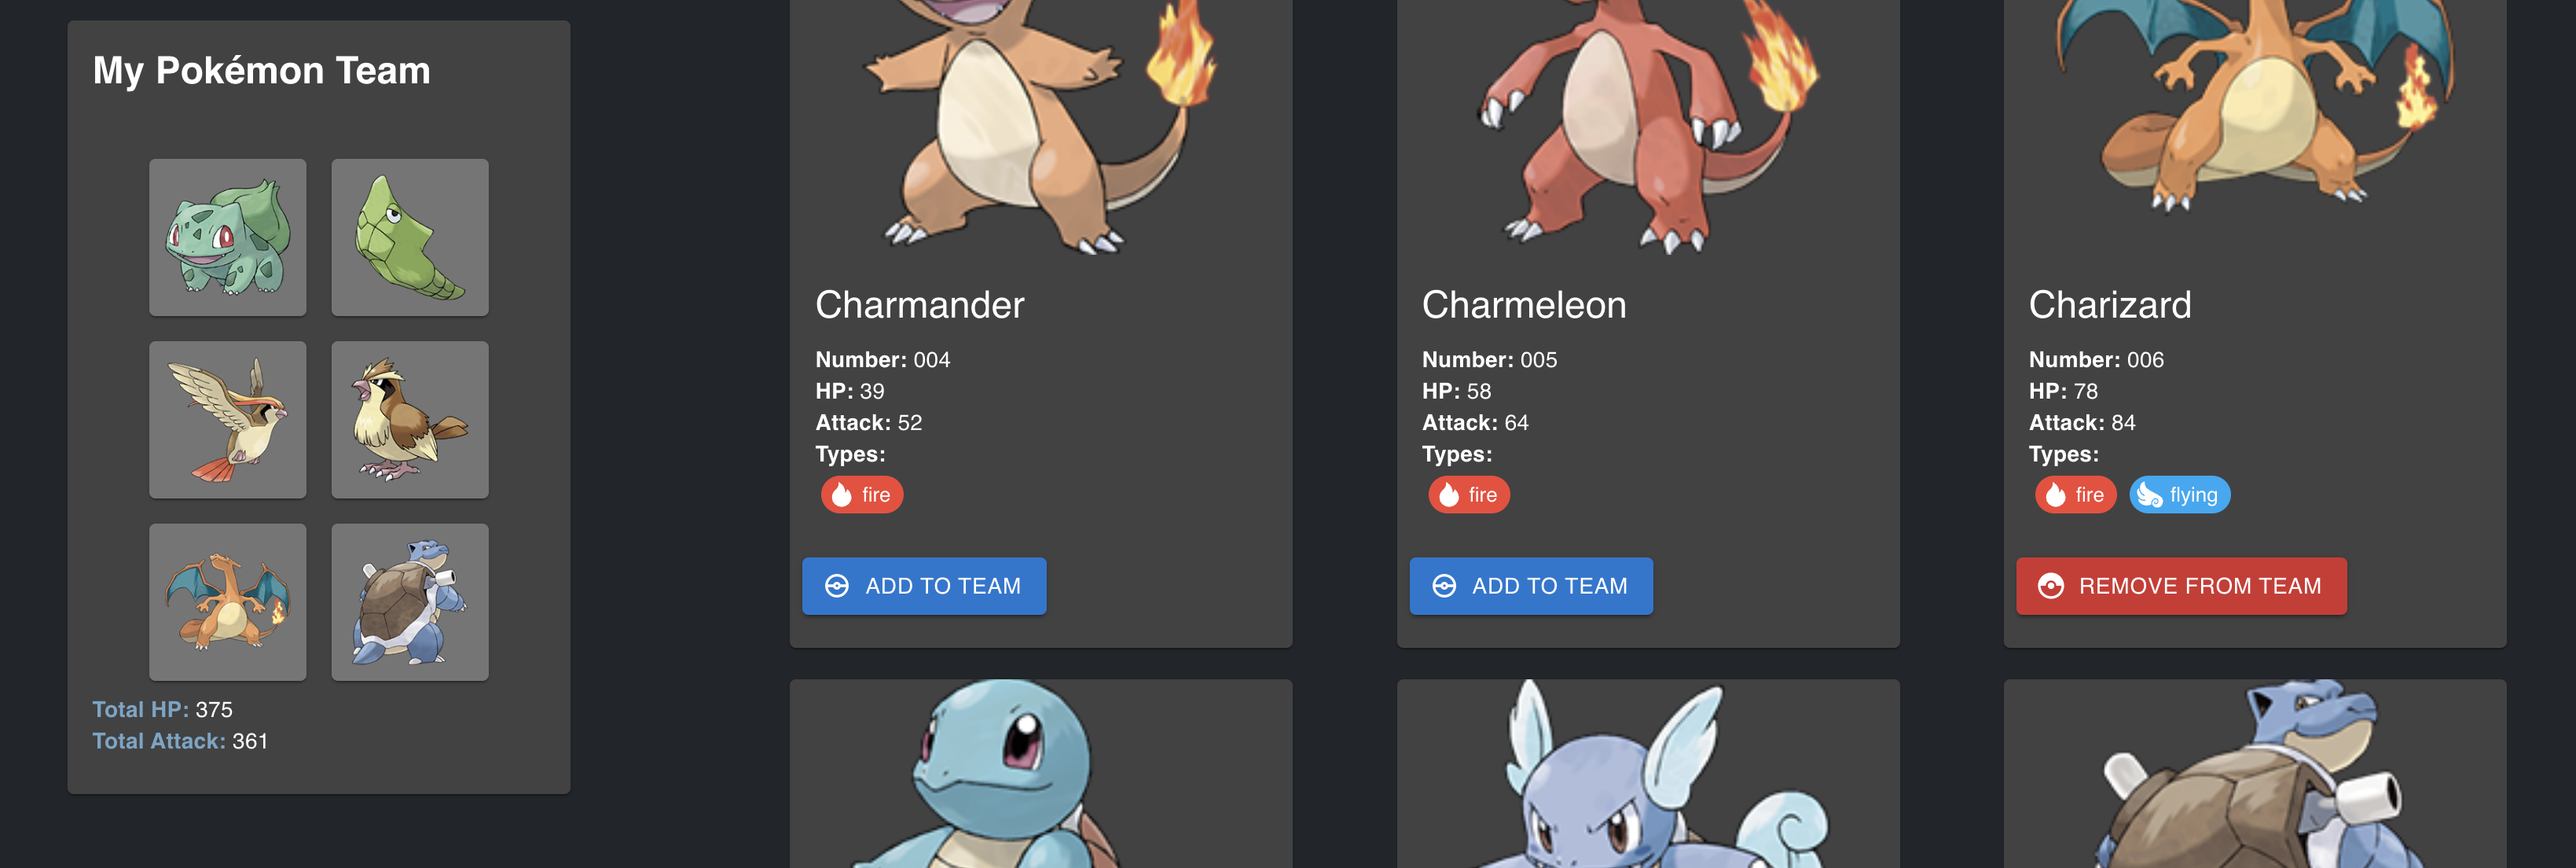 My Pokémon Team
Total HP: 375
Total Attack: 361
Charmander
Number: 004
HP: 39
Attack: 52
Types:
fire
ADD TO TEAM
Charmeleon
Number: 005
HP: 58
Attack: 64
Types:
fire
ADD TO TEAM
Charizard
Number: 006
HP: 78
Attack: 84
Types:
fire flying
REMOVE FROM TEAM